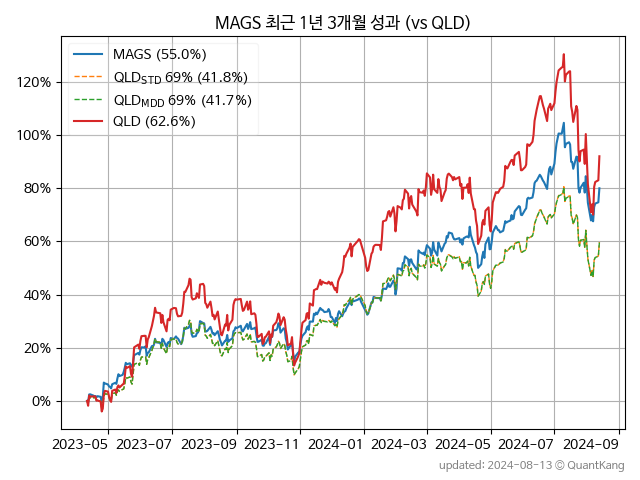 MAGS 최근 1년 3개월 성과 (vs QLD)
MAGS (55.0%)
QLD_STD 69% (41.8%)
QLD_MDD 69% (41.7%)
QLD (62.6%)
120%
100%
80%
60%
40%
20%
0%
2023-05 2023-07 2023-09 2023-11 2024-01 2024-03 2024-05 2024-07 2024-09
updated: 2024-08-13 © QuantKang